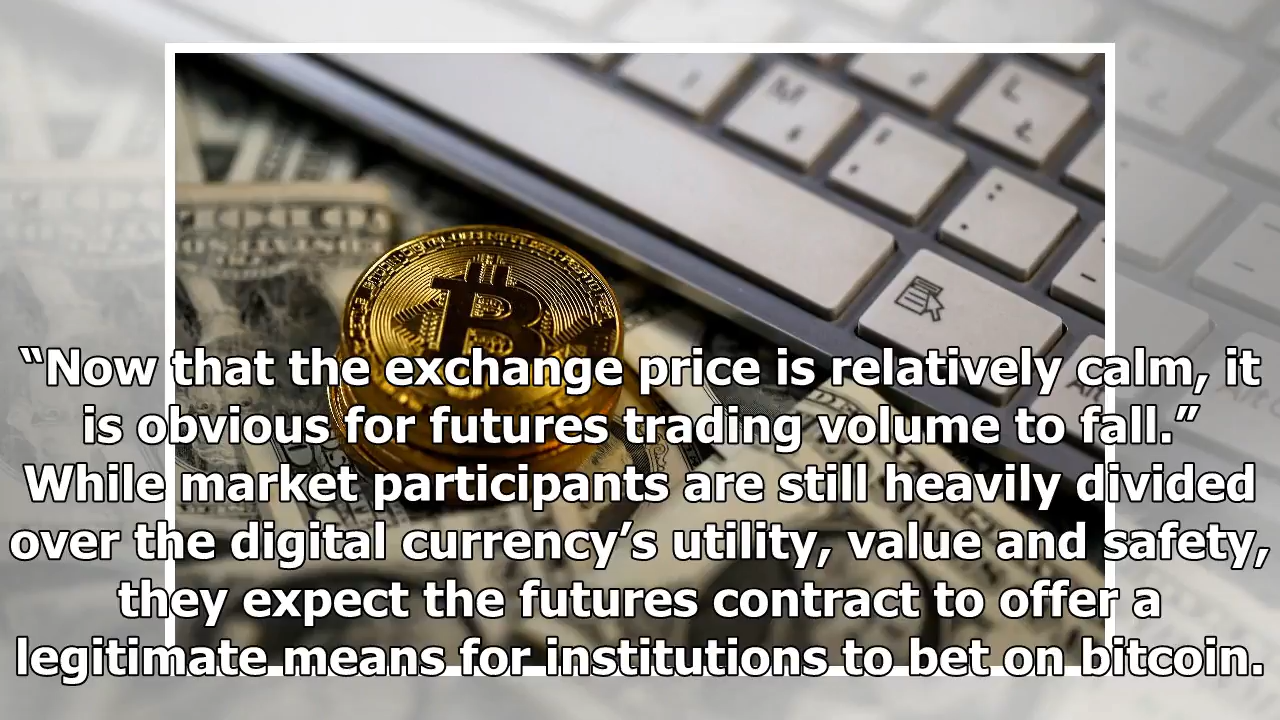 “Now that the exchange price is relatively calm, it
is obvious for futures trading volume to fall.”
While market participants are still heavily divided
over the digital currency’s utility, value and safety,
they expect the futures contract to offer a
legitimate means for institutions to bet on bitcoin.